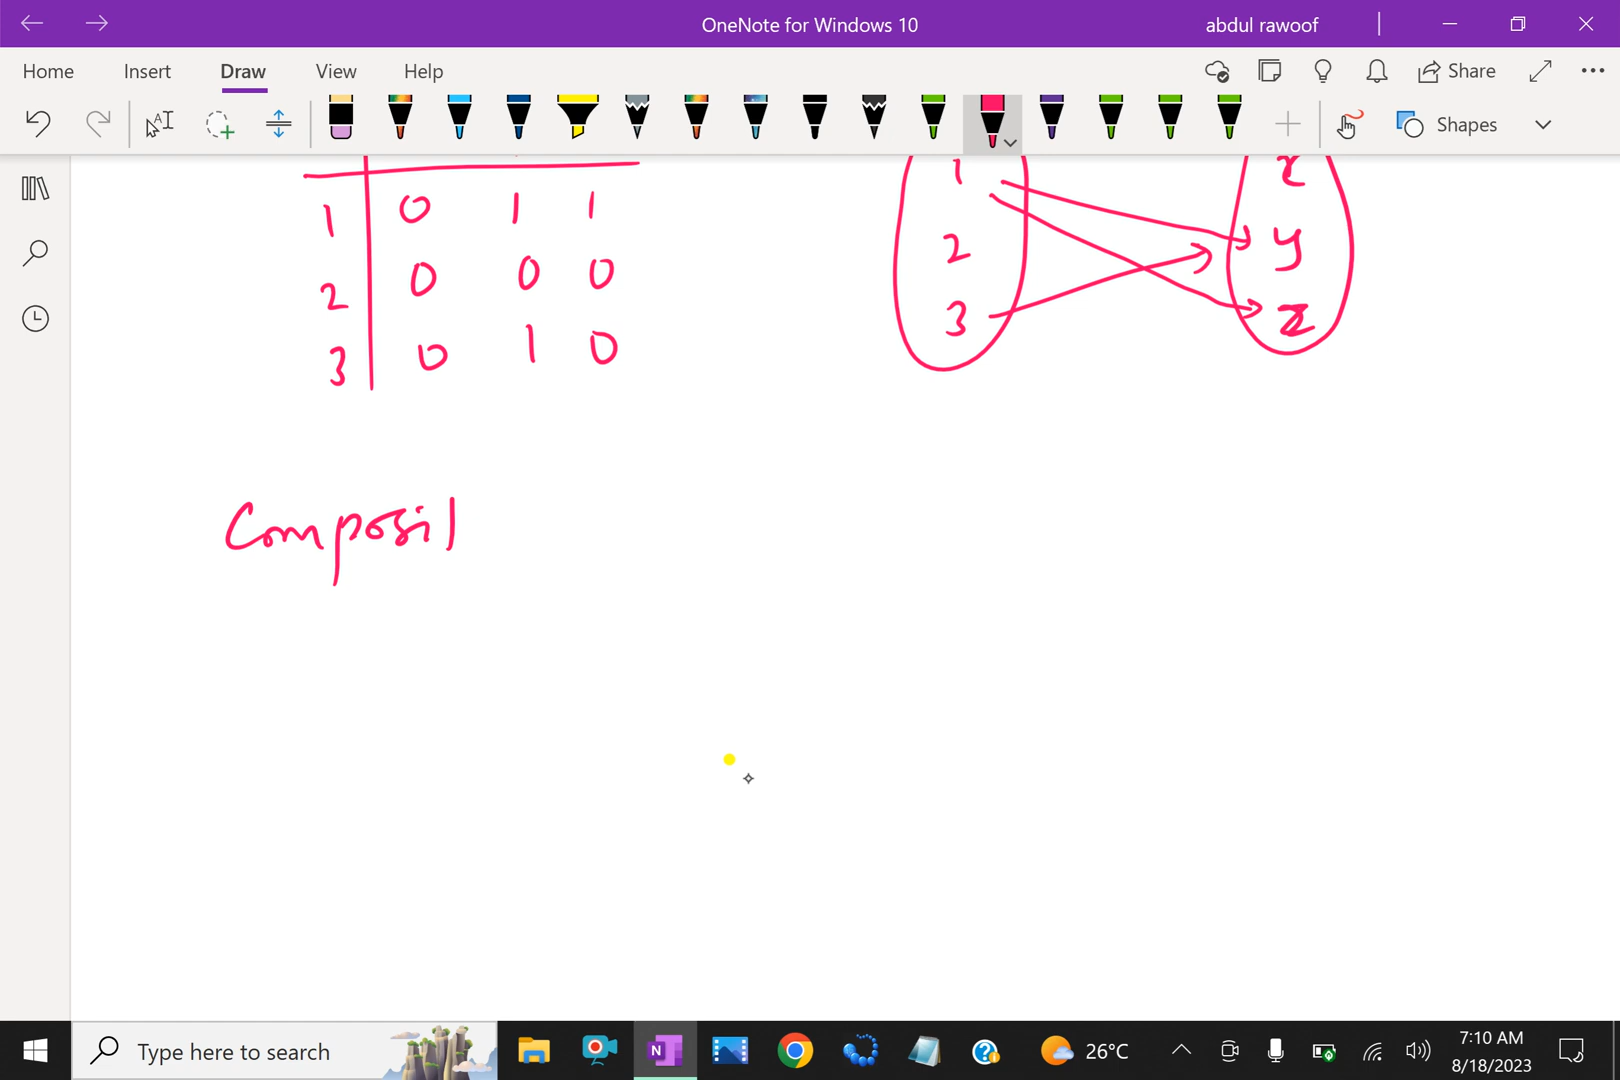 OneNote for Windows 10
abdul rawoof
Home Insert Draw View Help
Share
Shapes
1 0 1 1
2 0 0 0
3 0 1 0
1
2
3
x
y
z
Composil
Type here to search
26°C
7:10 AM
8/18/2023